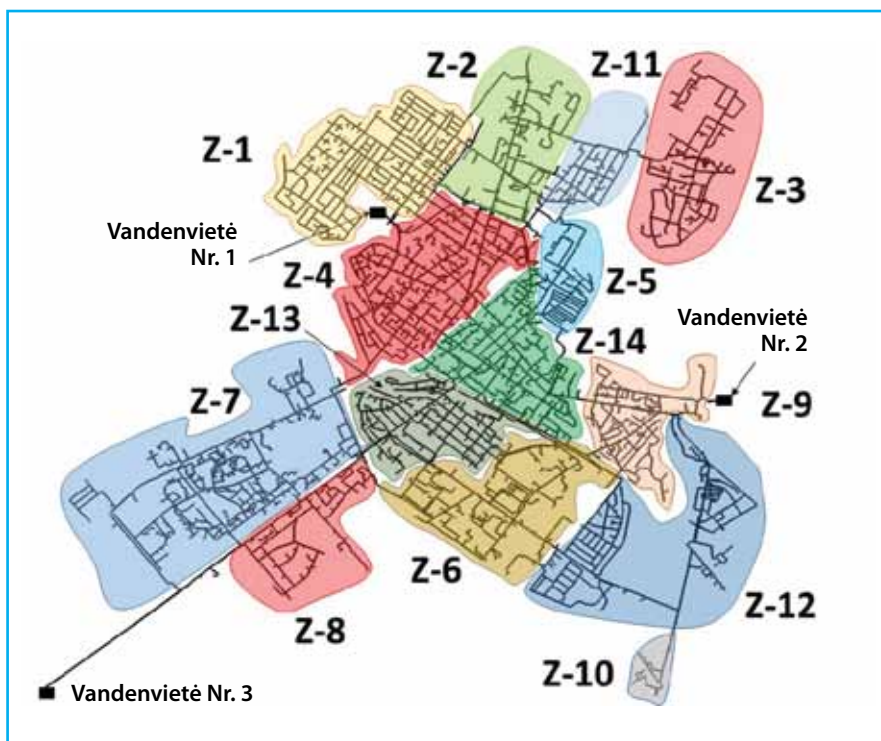 Z-2
Z-11
Z-1
Z-3
Vandenvietė
Nr. 1
Z-4
Z-5
Z-13
Vandenvietė
Nr. 2
Z-14
Z-7
Z-9
Z-6
Z-12
Z-8
Z-10
Vandenvietė Nr. 3